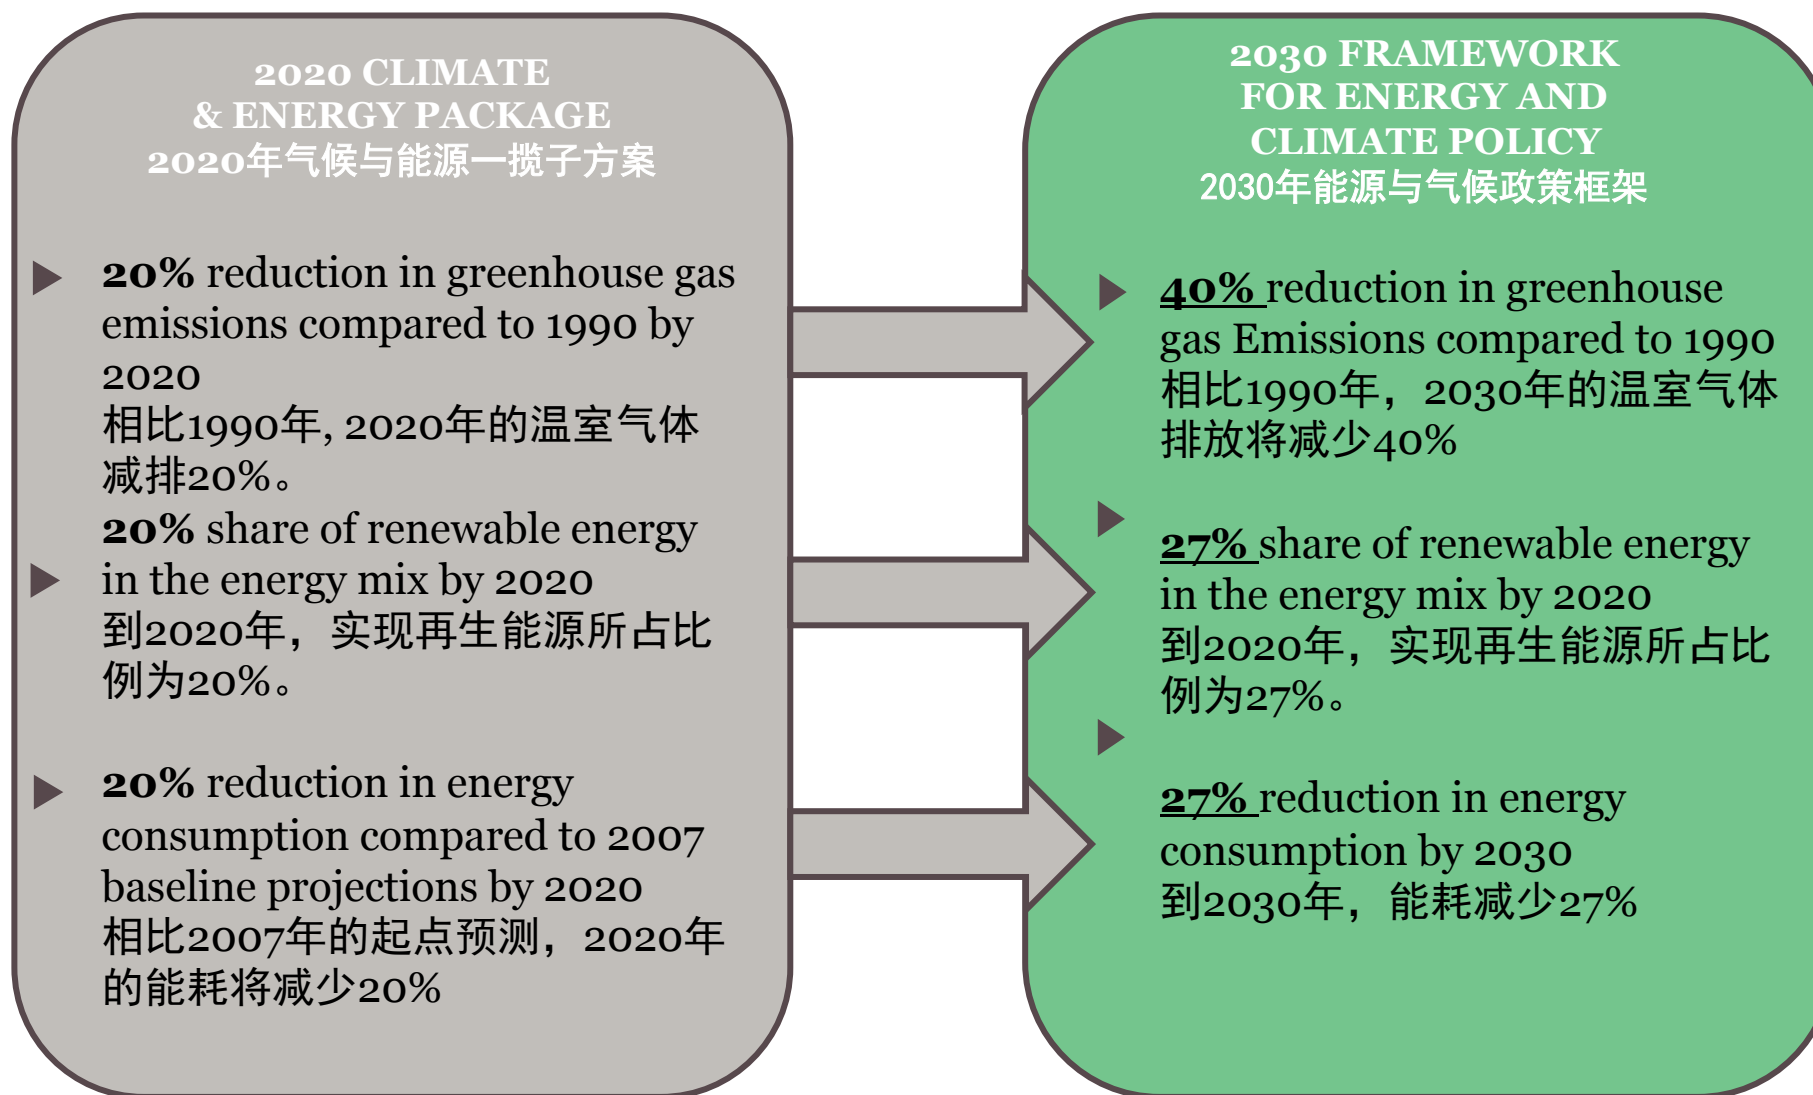 2020 CLIMATE
& ENERGY PACKAGE
2020年气候与能源一揽子方案
20% reduction in greenhouse gas
emissions compared to 1990 by
2020
相比1990年, 2020年的温室气体
减排20%。
20% share of renewable energy
in the energy mix by 2020
到2020年，实现再生能源所占比
例为20%。
20% reduction in energy
consumption compared to 2007
baseline projections by 2020
相比2007年的起点预测，2020年
的能耗将减少20%
2030 FRAMEWORK
FOR ENERGY AND
CLIMATE POLICY
2030年能源与气候政策框架
40% reduction in greenhouse
gas Emissions compared to 1990
相比1990年，2030年的温室气体
排放将减少40%
27% share of renewable energy
in the energy mix by 2020
到2020年，实现再生能源所占比
例为27%。
27% reduction in energy
consumption by 2030
到2030年，能耗减少27%